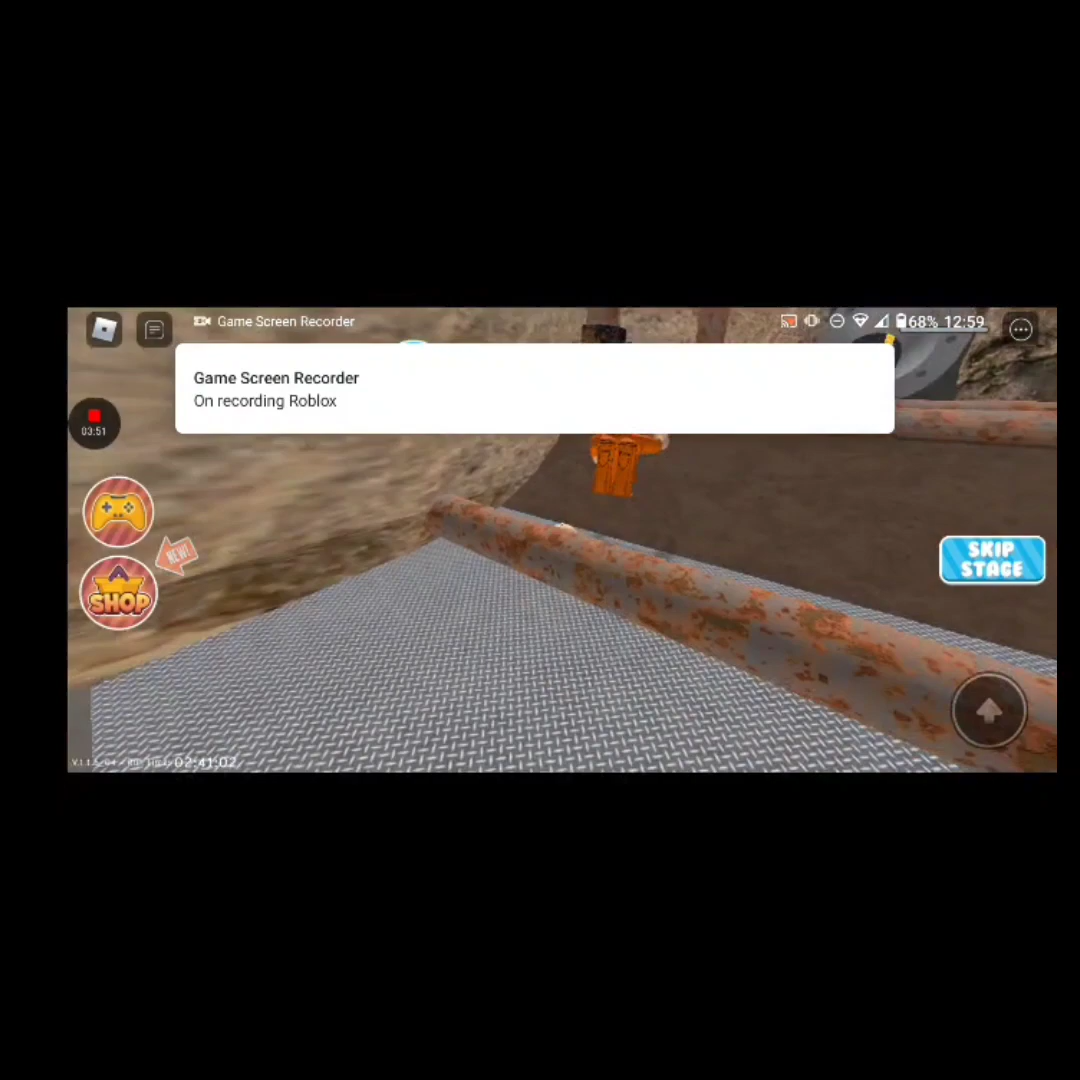 Game Screen Recorder
68% 12:59
Game Screen Recorder
On recording Roblox
03:51
NEW!
SHOP
SKIP
STAGE
02:41:02